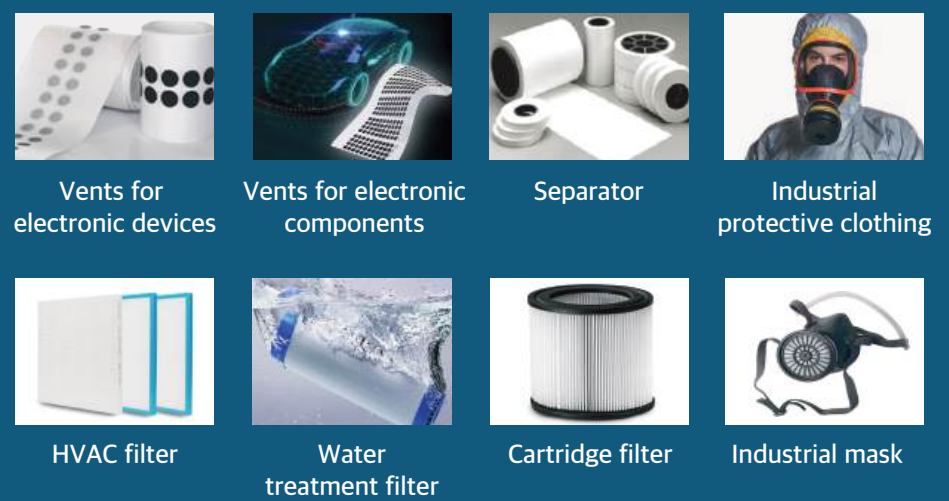 Vents for
electronic devices
Vents for electronic
components
Separator
Industrial
protective clothing
HVAC filter
Water
treatment filter
Cartridge filter
Industrial mask